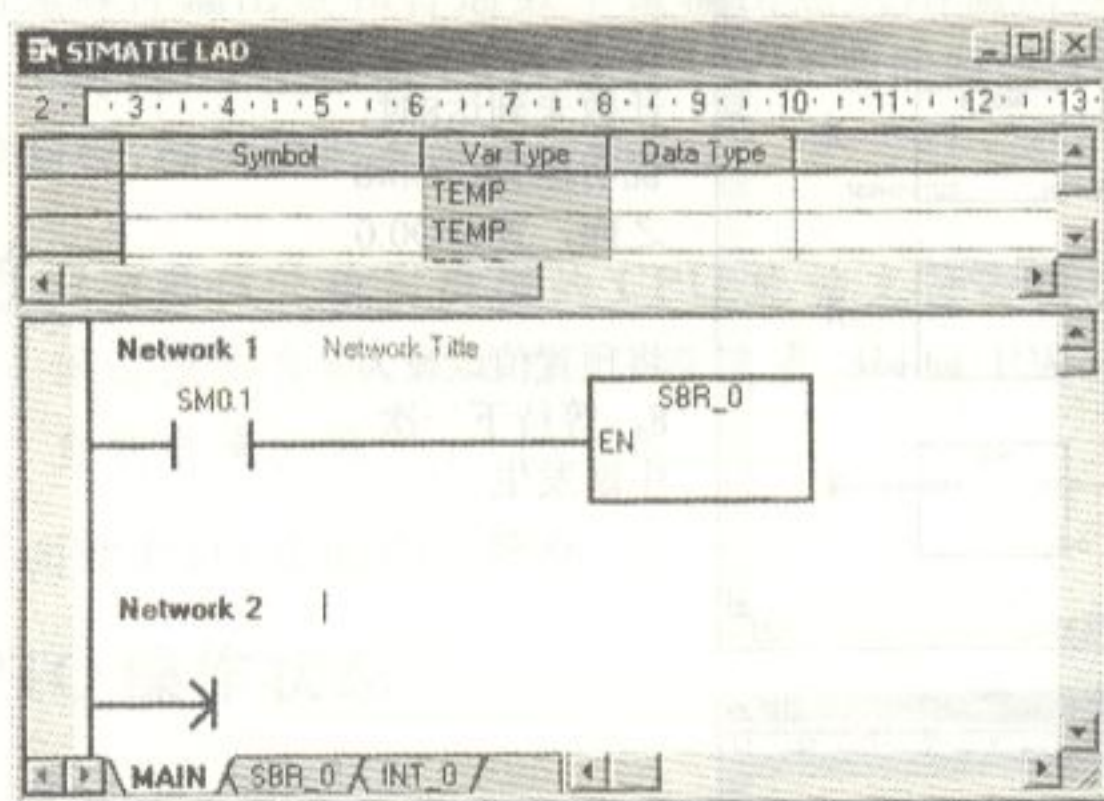 SIMATIC LAD
2 · 3 · ı · 4 · ı · 5 · ı · 6 · ı · 7 · ı · 8 · ı · 9 · ı · 10 · ı · 11 · ı · 12 · ı · 13 ·
Symbol Var Type Data Type
TEMP
TEMP
Network 1 Network Title
SM0.1 SBR_0
EN
Network 2
MAIN SBR_0 INT_0